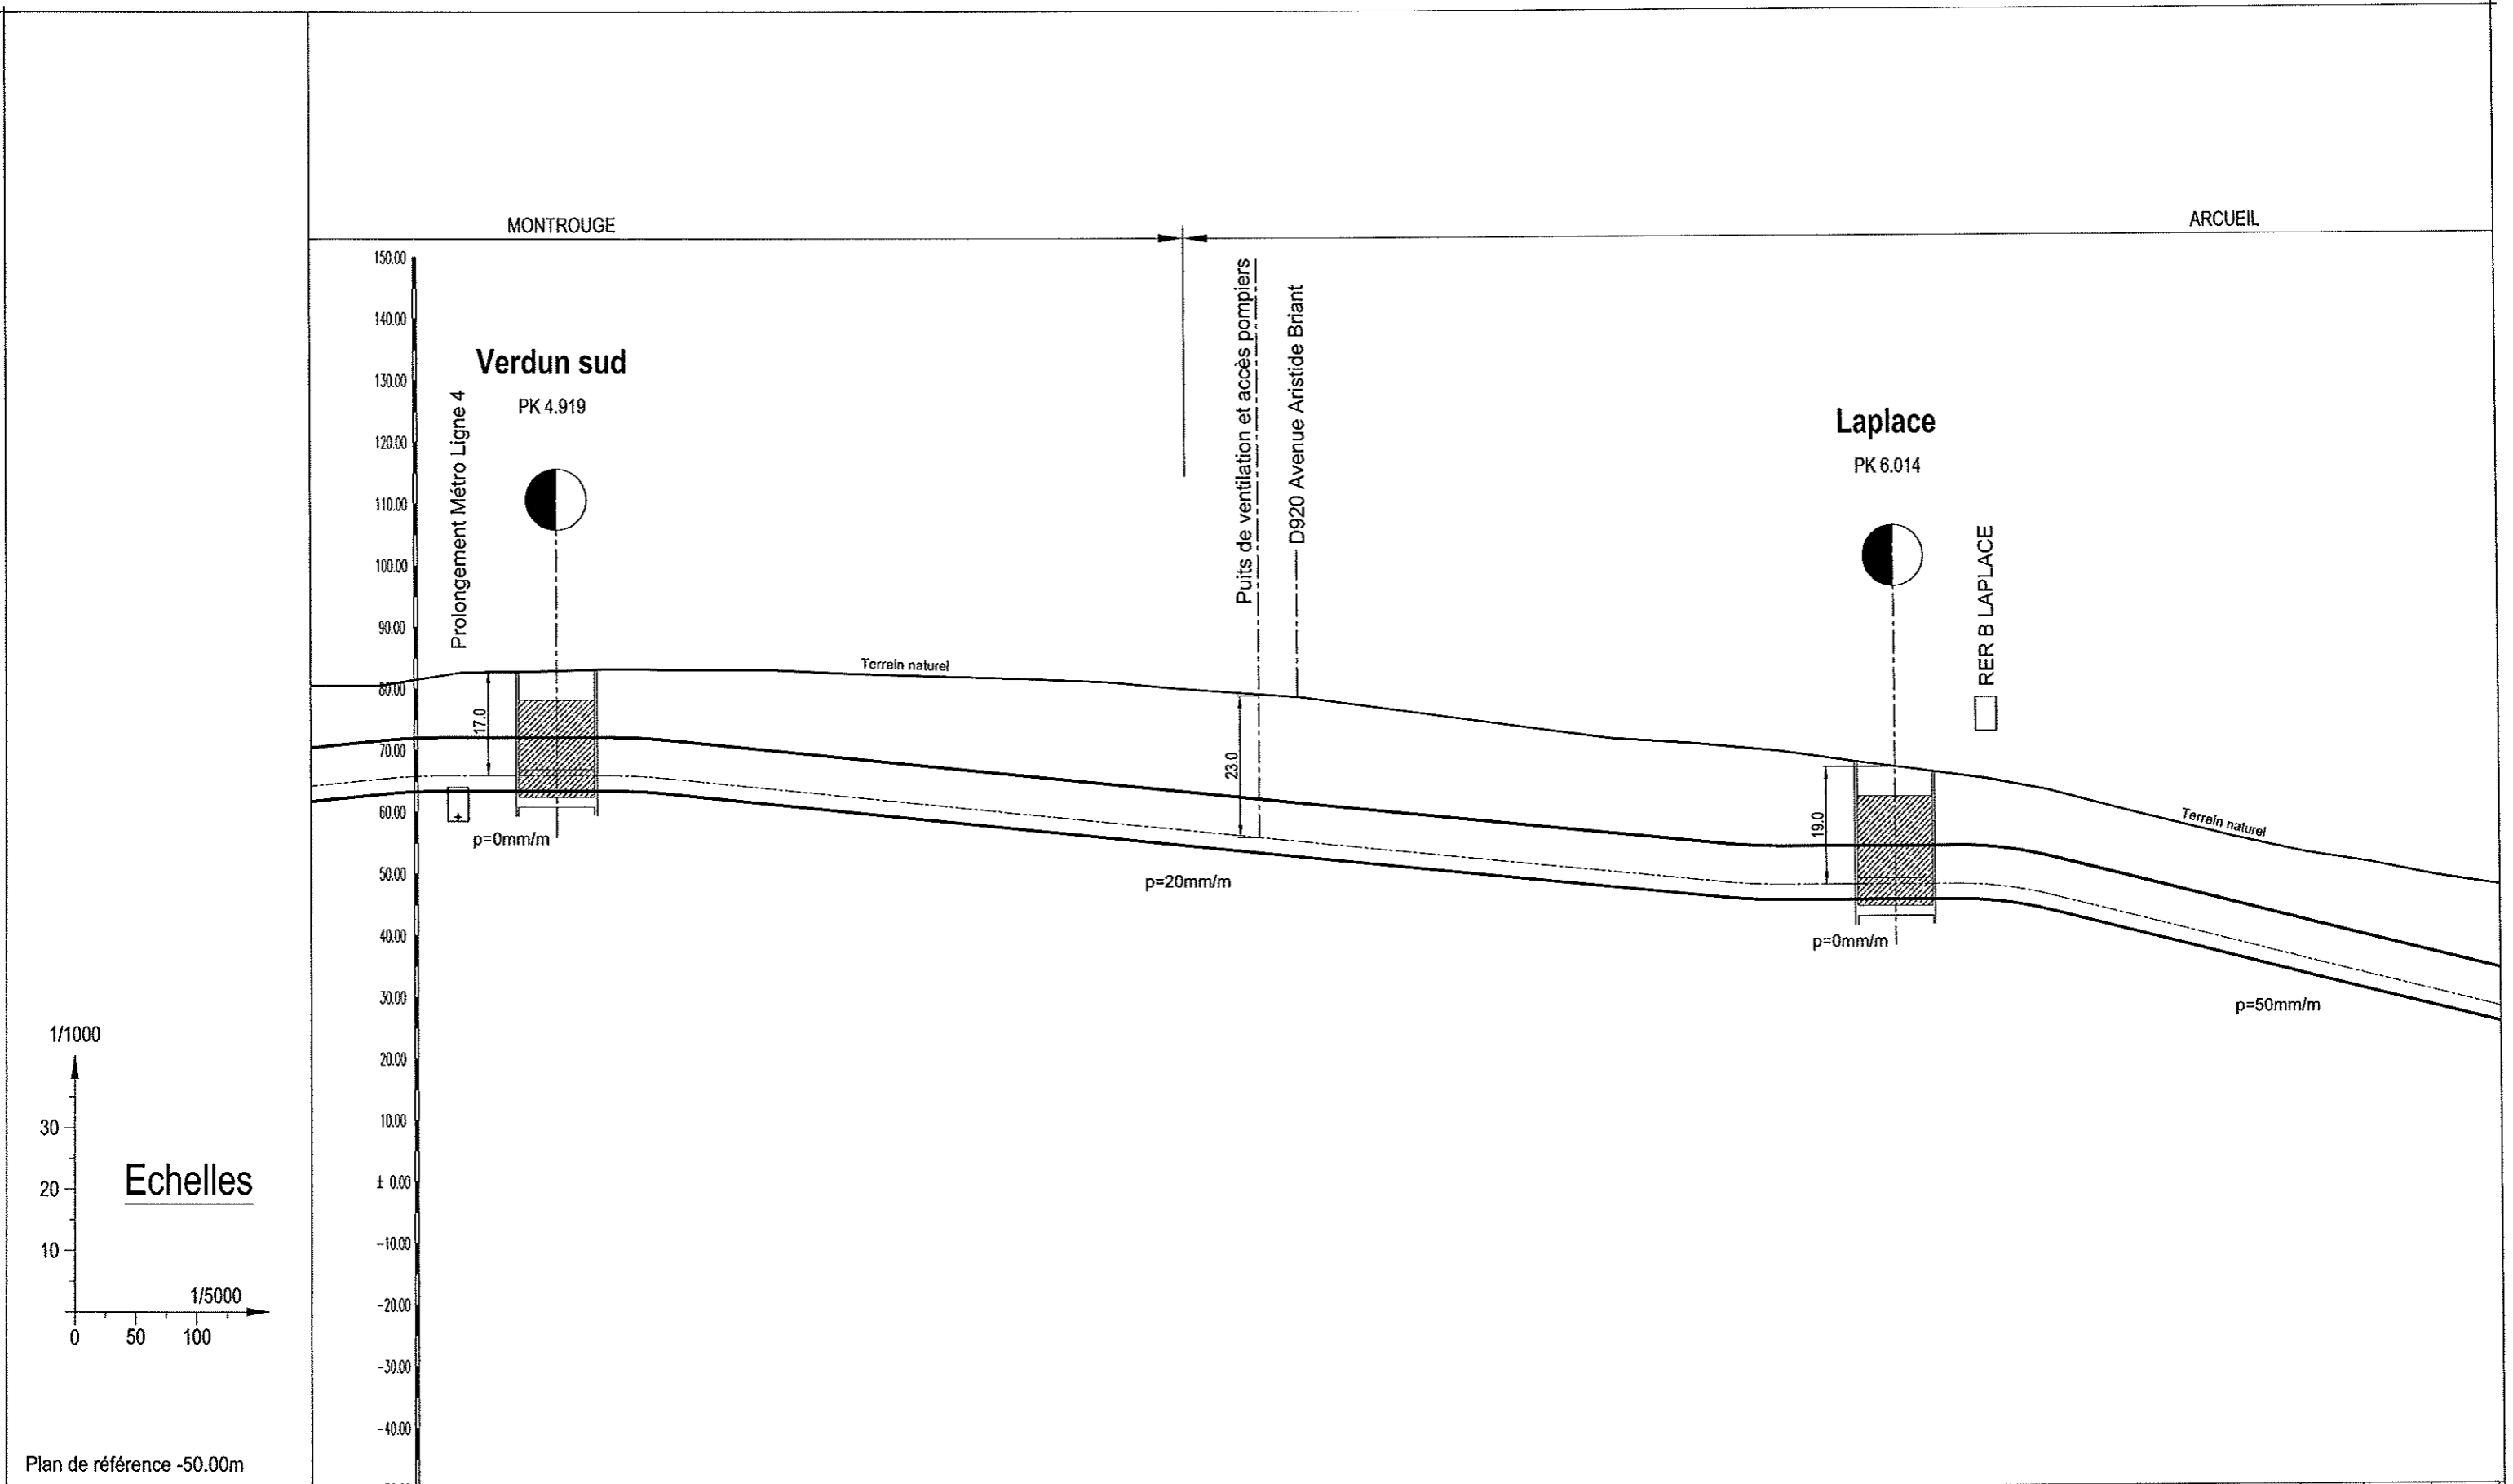 MONTROUGE
ARCUEIL
150.00
140.00
130.00
120.00
110.00
100.00
90.00
80.00
70.00
60.00
50.00
40.00
30.00
20.00
10.00
± 0.00
-10.00
-20.00
-30.00
-40.00
Prolongement Métro Ligne 4
Verdun sud
PK 4.919
17.0
p=0mm/m
Terrain naturel
Puits de ventilation et accès pompiers
D920 Avenue Aristide Briant
23.0
p=20mm/m
Laplace
PK 6.014
RER B LAPLACE
19.0
p=0mm/m
Terrain naturel
p=50mm/m
1/1000
30
20
10
Echelles
1/5000
0 50 100
Plan de référence -50.00m